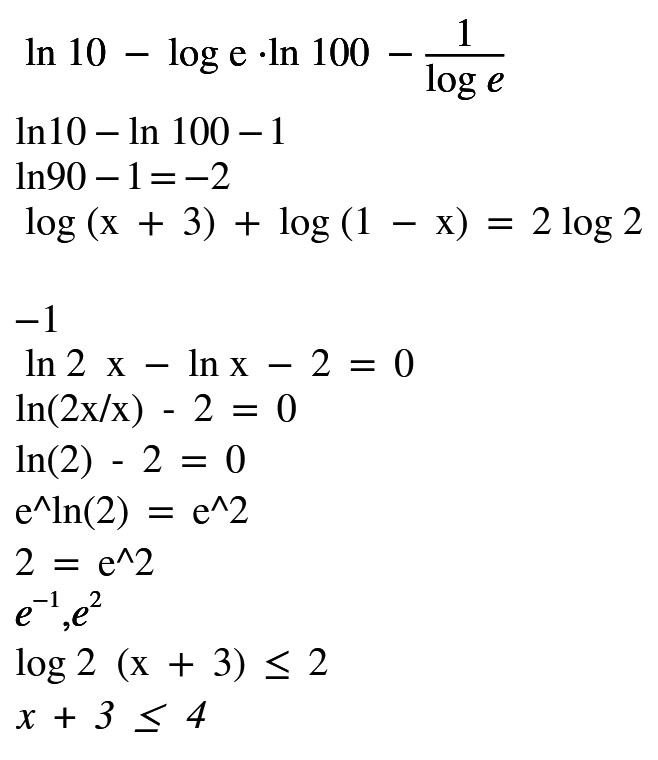 ln 10 − log e ·ln 100 − 1/log e
ln10 – ln 100 – 1
ln90 – 1 = –2
log (x + 3) + log (1 − x) = 2 log 2
−1
ln 2 x − ln x − 2 = 0
ln(2x/x) - 2 = 0
ln(2) - 2 = 0
e^ln(2) = e^2
2 = e^2
e⁻¹,e²
log 2 (x + 3) ≤ 2
x + 3 ≤ 4